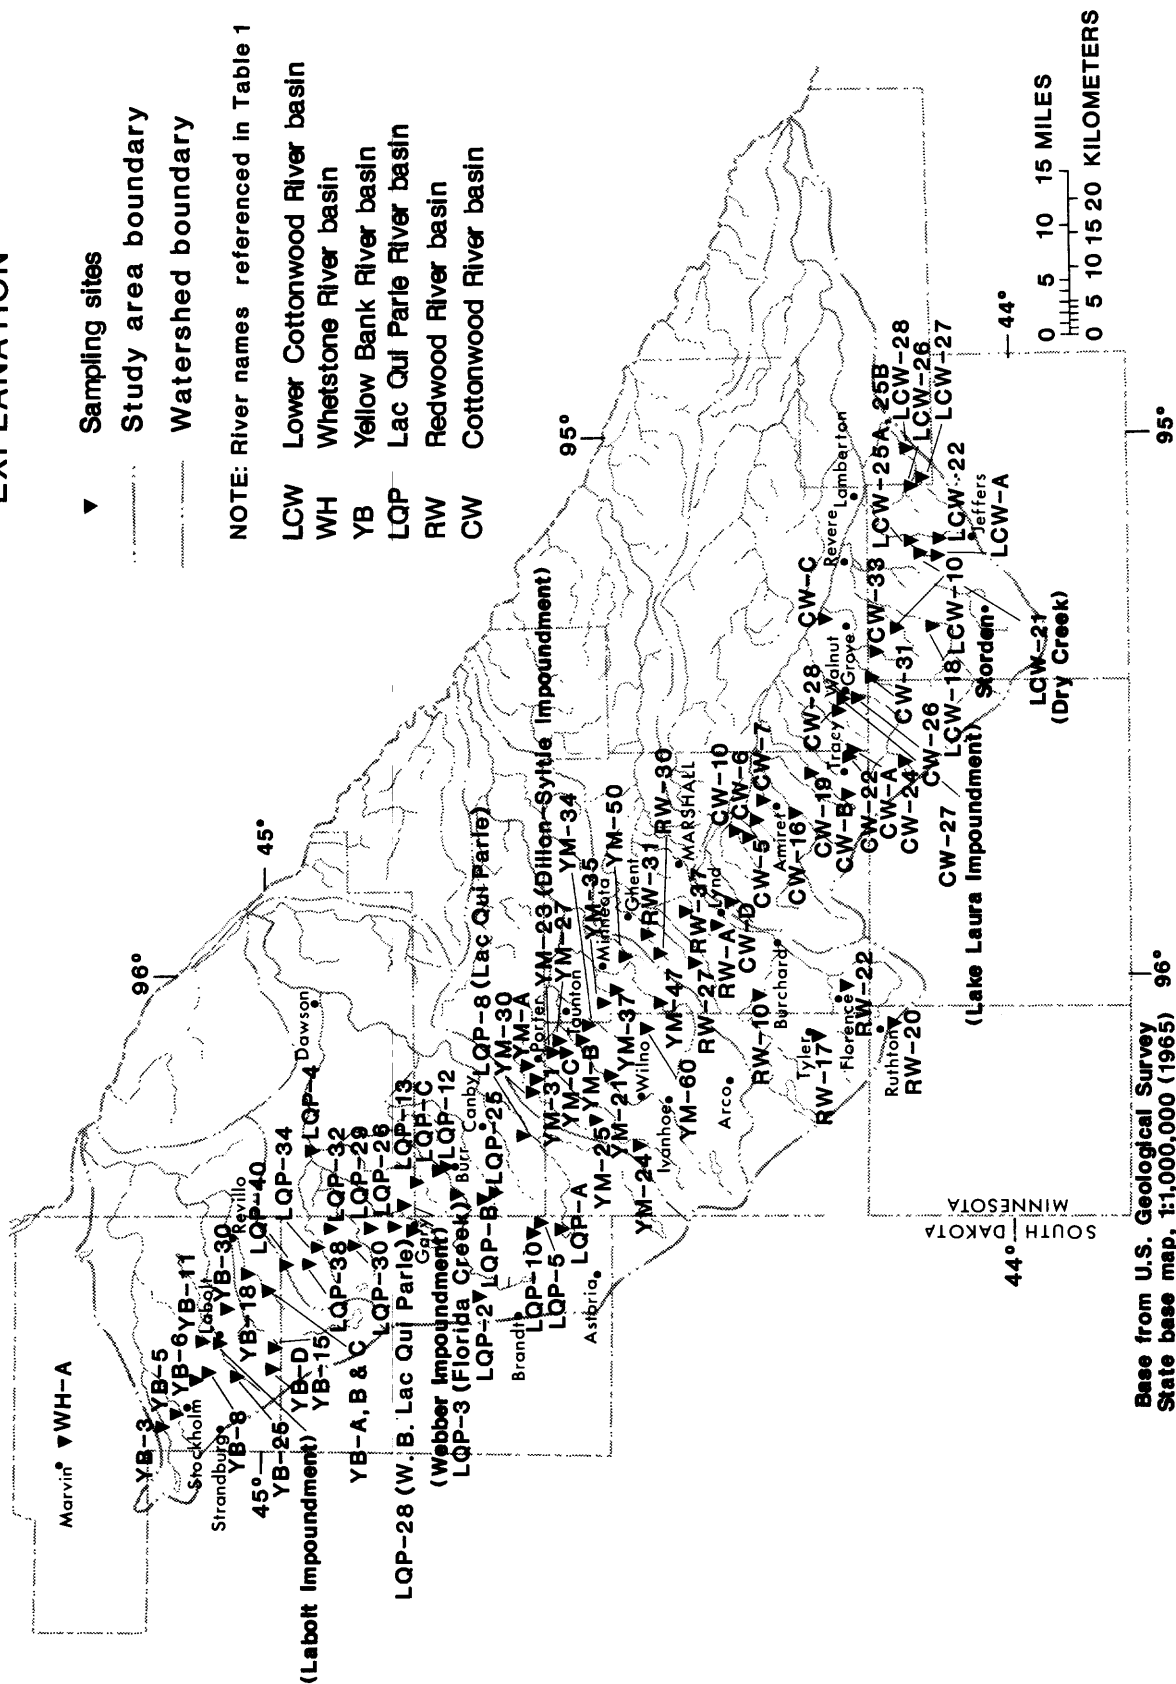 EXPLANATION
Sampling sites
Study area boundary
Watershed boundary
NOTE: River names referenced in Table 1
LCW Lower Cottonwood River basin
WH Whetstone River basin
YB Yellow Bank River basin
LQP Lac Qui Parle River basin
RW Redwood River basin
CW Cottonwood River basin
Marvin
WH-A
YB-3
YB-5
YB-6
YB-11
Stockholm
Labolt
YB-30
Revillo
Strandburg
YB-8
YB-18
LQP-40
LQP-34
LQP-4
Dawson
96°
45°
45°
YB-25
(Labolt Impoundment)
YB-D
YB-15
YB-A, B & C
LQP-38
LQP-32
LQP-29
LQP-30
LQP-26
LQP-13
LQP-C
LQP-28 (W. B. Lac Qui Parle)
Gary
LQP-12
(Webber Impoundment)
Burr
Canby
LQP-3 (Florida Creek)
LQP-8 (Lac Qui Parle)
LQP-2
LQP-B
LQP-25
YM-30
YM-A
Brandt
LQP-10
Porter
YM-23 (Dillon-Syltie Impoundment)
LQP-5
YM-31
YM-27
YM-34
LQP-A
YM-C
Taunton
Astoria
YM-B
YM-35
YM-25
Minneota
YM-21
YM-37
YM-50
YM-24
Wilno
Ghent
Ivanhoe
RW-31
YM-60
YM-47
RW-30
MARSHALL
RW-27
RW-37
Arco
RW-A
Lynd
CW-10
CW-D
CW-6
RW-10
CW-5
CW-7
Burchard
Amiret
CW-16
Tyler
CW-28
CW-C
RW-17
CW-19
Tracy
Walnut
Grove
Revere
Lamberton
Florence
CW-B
RW-22
CW-22
CW-33
LCW-25A, 25B
Ruthton
CW-A
CW-31
LCW-28
RW-20
CW-24
CW-26
LCW-26
CW-27
LCW-18
LCW-10
LCW-22
LCW-27
(Lake Laura Impoundment)
Storden
Jeffers
LCW-A
LCW-21
(Dry Creek)
95°
95°
96°
44°
44°
SOUTH DAKOTA
MINNESOTA
0 5 10 15 MILES
0 5 10 15 20 KILOMETERS
Base from U.S. Geological Survey
State base map, 1:1,000,000 (1965)